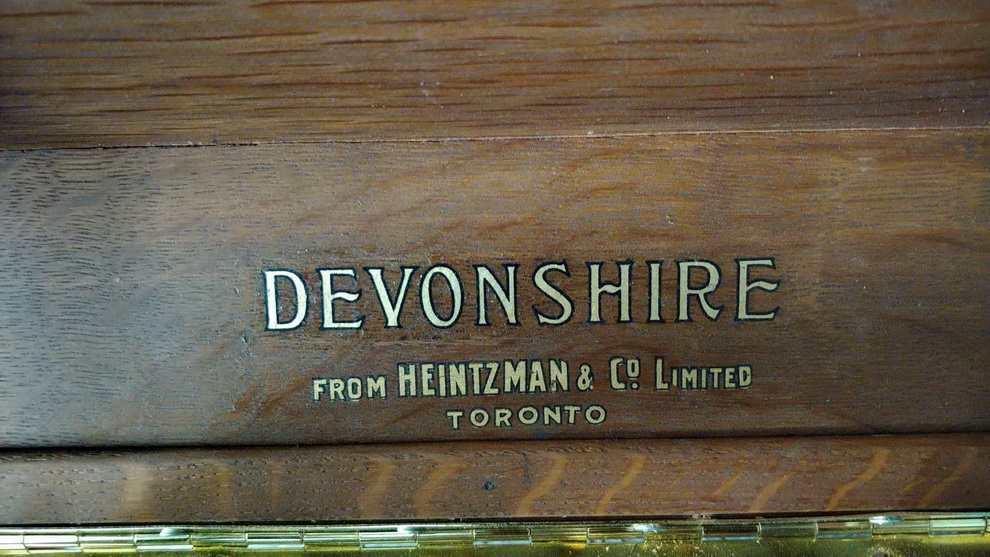 DEVONSHIRE
FROM HEINTZMAN & Cº LIMITED
TORONTO